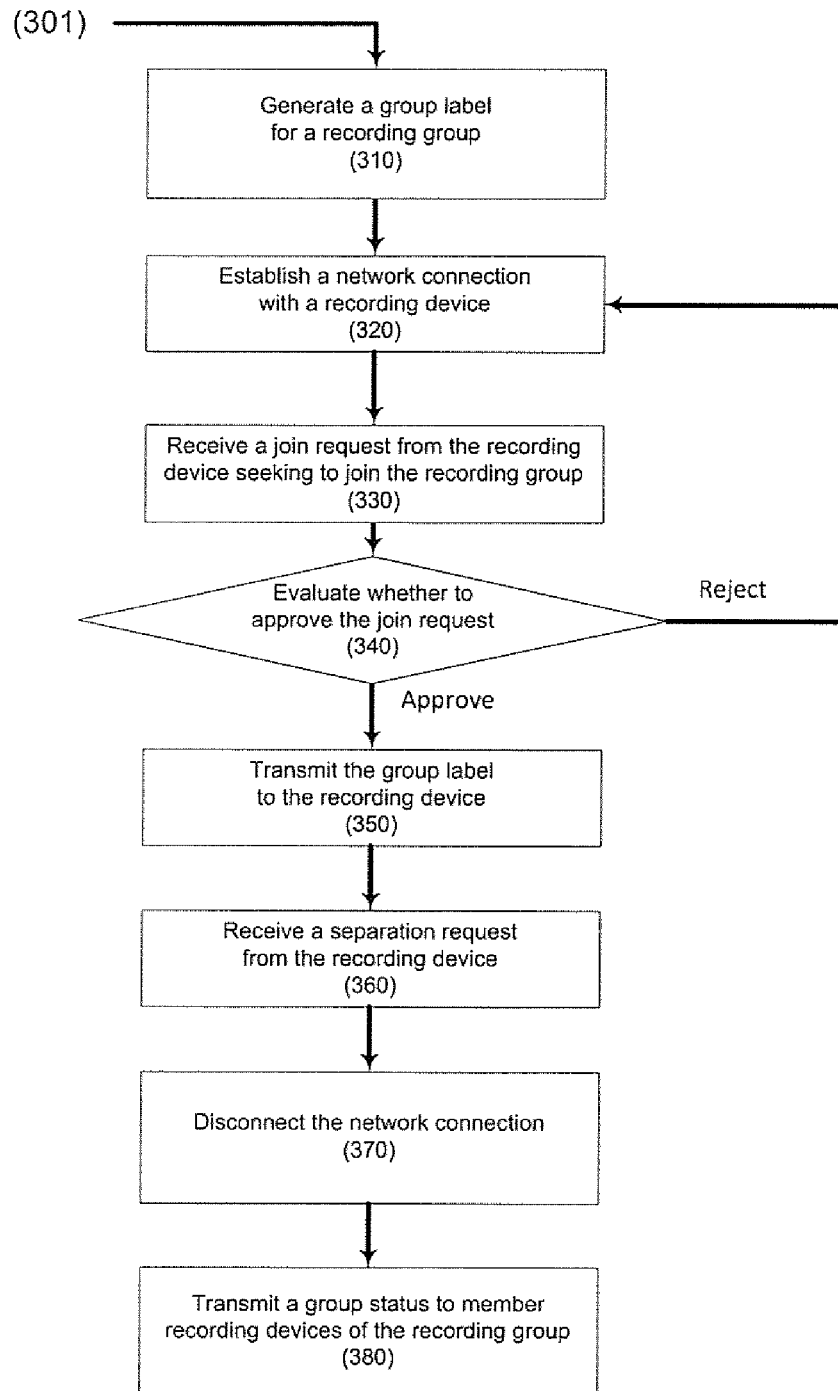 (301)
Generate a group label
for a recording group
(310)
Establish a network connection
with a recording device
(320)
Receive a join request from the recording
device seeking to join the recording group
(330)
Evaluate whether to
approve the join request
(340)
Reject
Approve
Transmit the group label
to the recording device
(350)
Receive a separation request
from the recording device
(360)
Disconnect the network connection
(370)
Transmit a group status to member
recording devices of the recording group
(380)